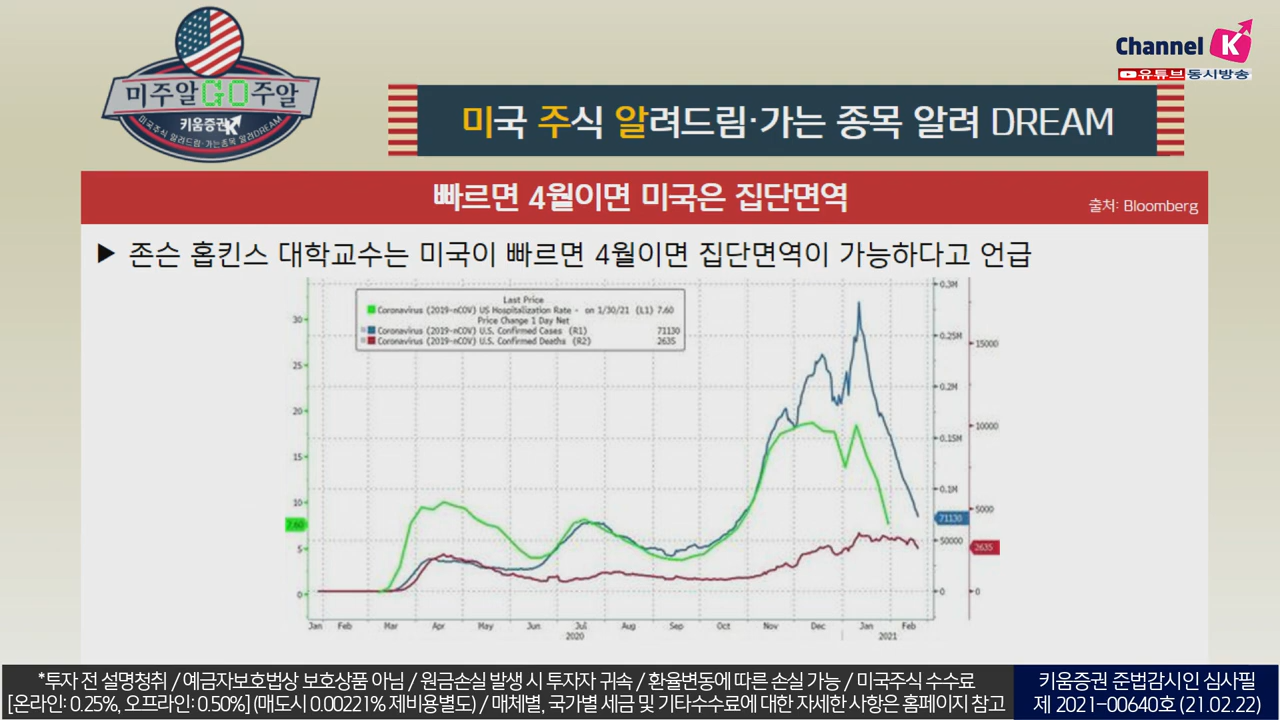 미주알GO주알
키움증권K
미국주식 알려드림·가는종목 알려DREAM
미국 주식 알려드림·가는 종목 알려 DREAM
Channel K
유튜브 동시방송
빠르면 4월이면 미국은 집단면역
출처: Bloomberg
▶ 존슨 홉킨스 대학교수는 미국이 빠르면 4월이면 집단면역이 가능하다고 언급
Last Price
Coronavirus (2019-nCOV) US Hospitalization Rate - on 1/30/21 (L1) 7.60
Price Change 1 Day Net
Coronavirus (2019-nCOV) U.S. Confirmed Cases (R1) 71130
Coronavirus (2019-nCOV) U.S. Confirmed Deaths (R2) 2635
30
25
20
15
10
7.60
5
0
0.3M
0.25M
0.2M
0.15M
0.1M
71130
50000
0
15000
10000
5000
2635
0
Jan Feb Mar Apr May Jun Jul Aug Sep Oct Nov Dec Jan Feb
2020 2021
*투자 전 설명청취 / 예금자보호법상 보호상품 아님 / 원금손실 발생 시 투자자 귀속 / 환율변동에 따른 손실 가능 / 미국주식 수수료
[온라인: 0.25%, 오프라인: 0.50%] (매도시 0.00221% 제비용별도) / 매체별, 국가별 세금 및 기타수수료에 대한 자세한 사항은 홈페이지 참고
키움증권 준법감시인 심사필
제 2021-00640호 (21.02.22)